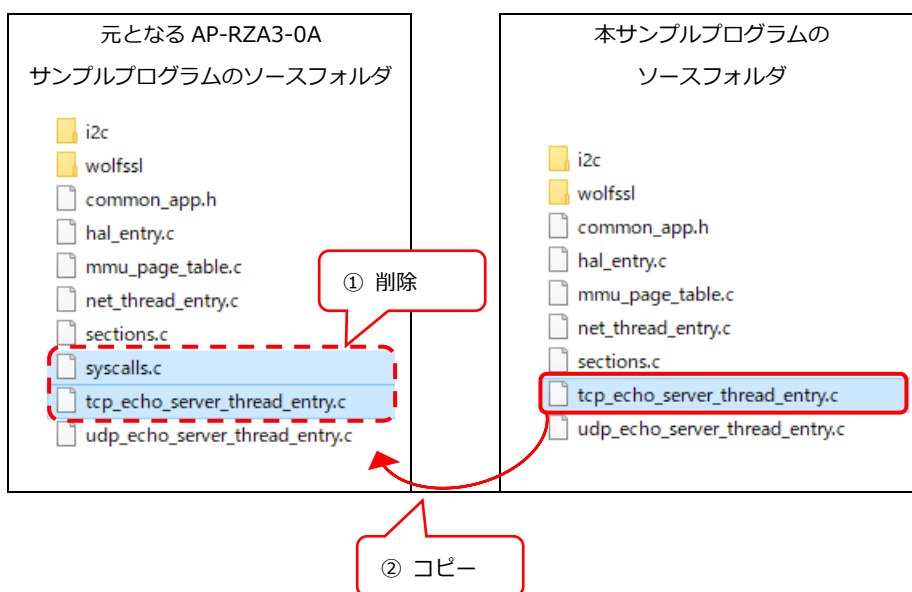 元となる AP-RZA3-0A
サンプルプログラムのソースフォルダ
i2c
wolfssl
common_app.h
hal_entry.c
mmu_page_table.c
net_thread_entry.c
sections.c
syscalls.c
tcp_echo_server_thread_entry.c
udp_echo_server_thread_entry.c
① 削除
本サンプルプログラムの
ソースフォルダ
i2c
wolfssl
common_app.h
hal_entry.c
mmu_page_table.c
net_thread_entry.c
sections.c
tcp_echo_server_thread_entry.c
udp_echo_server_thread_entry.c
② コピー